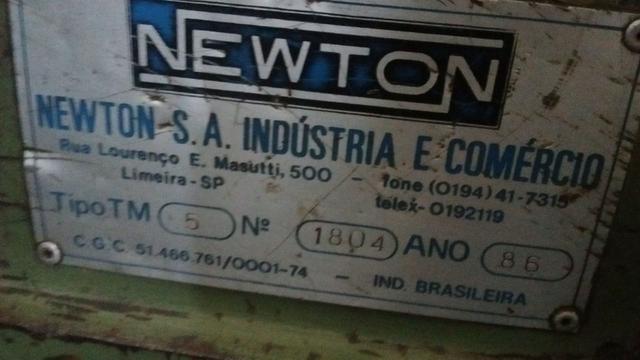 NEWTON
NEWTON S.A. INDÚSTRIA E COMÉRCIO
Rua Lourenço E. Masutti, 500 - fone (0194) 41-7315
Limeira - SP telex - 0192119
Tipo TM 5 Nº 1804 ANO 86
C.G.C. 51.466.761/0001-74 - IND. BRASILEIRA